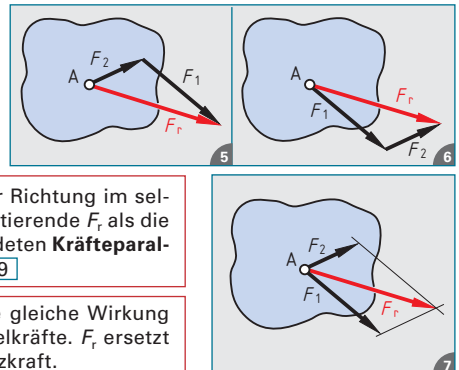 F₂
A
F₁
Fᵣ
5
A
F₁
Fᵣ
F₂
6
r Richtung im sel-
tierende Fᵣ als die
deten Kräfteparal-
9
e gleiche Wirkung
elkräfte. Fᵣ ersetzt
zkraft.
F₂
A
F₁
Fᵣ
7